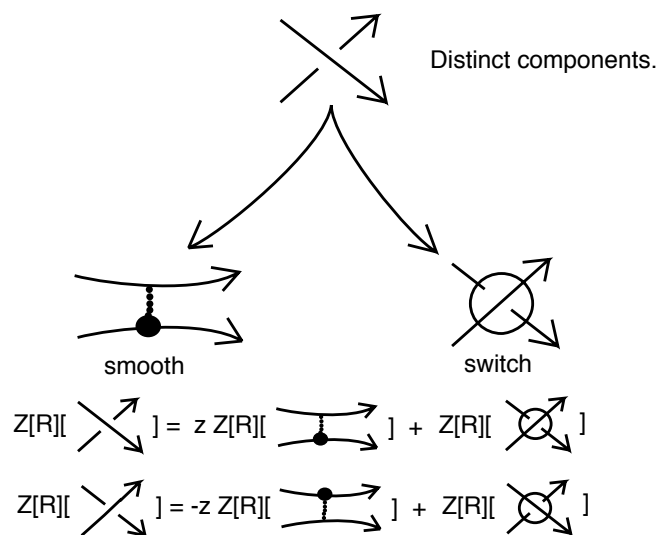 Distinct components.
smooth
switch
Z[R][ ] = z Z[R][ ] + Z[R][ ]
Z[R][ ] = -z Z[R][ ] + Z[R][ ]